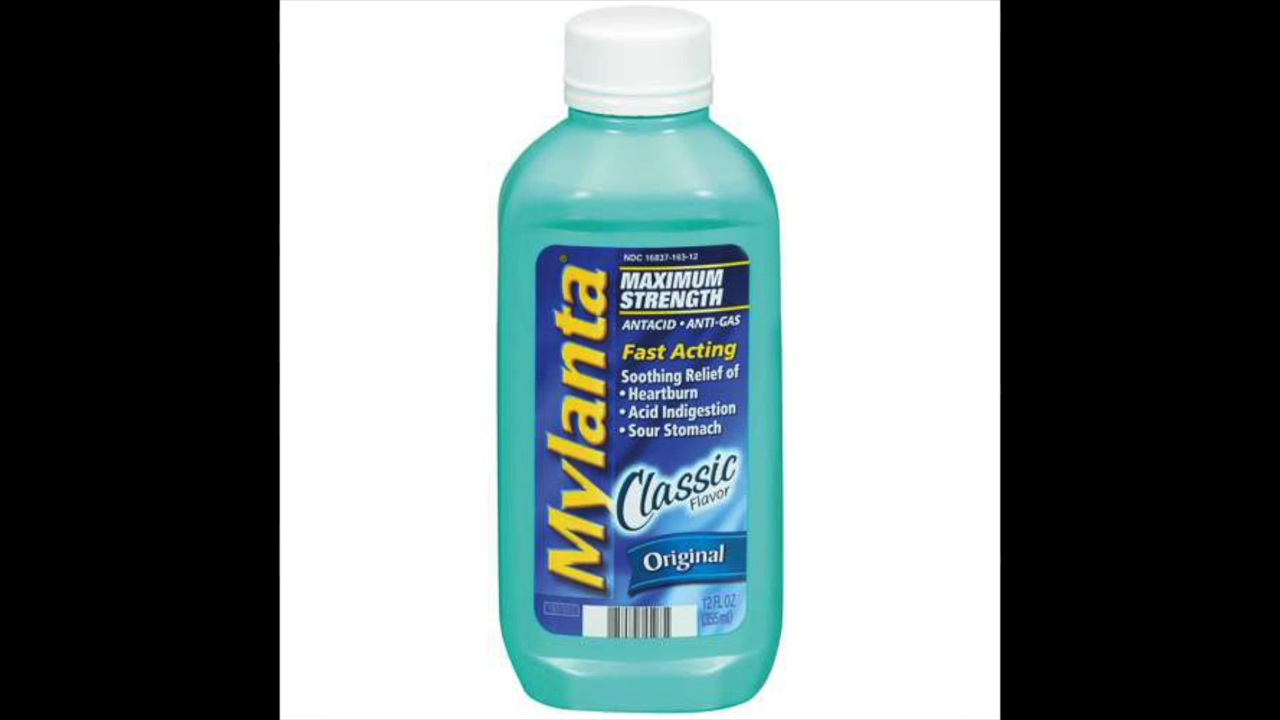 Mylanta®
NDC 16837-163-12
MAXIMUM
STRENGTH
ANTACID • ANTI-GAS
Fast Acting
Soothing Relief of
• Heartburn
• Acid Indigestion
• Sour Stomach
Classic
Flavor
Original
12 FL OZ
(355 ml)